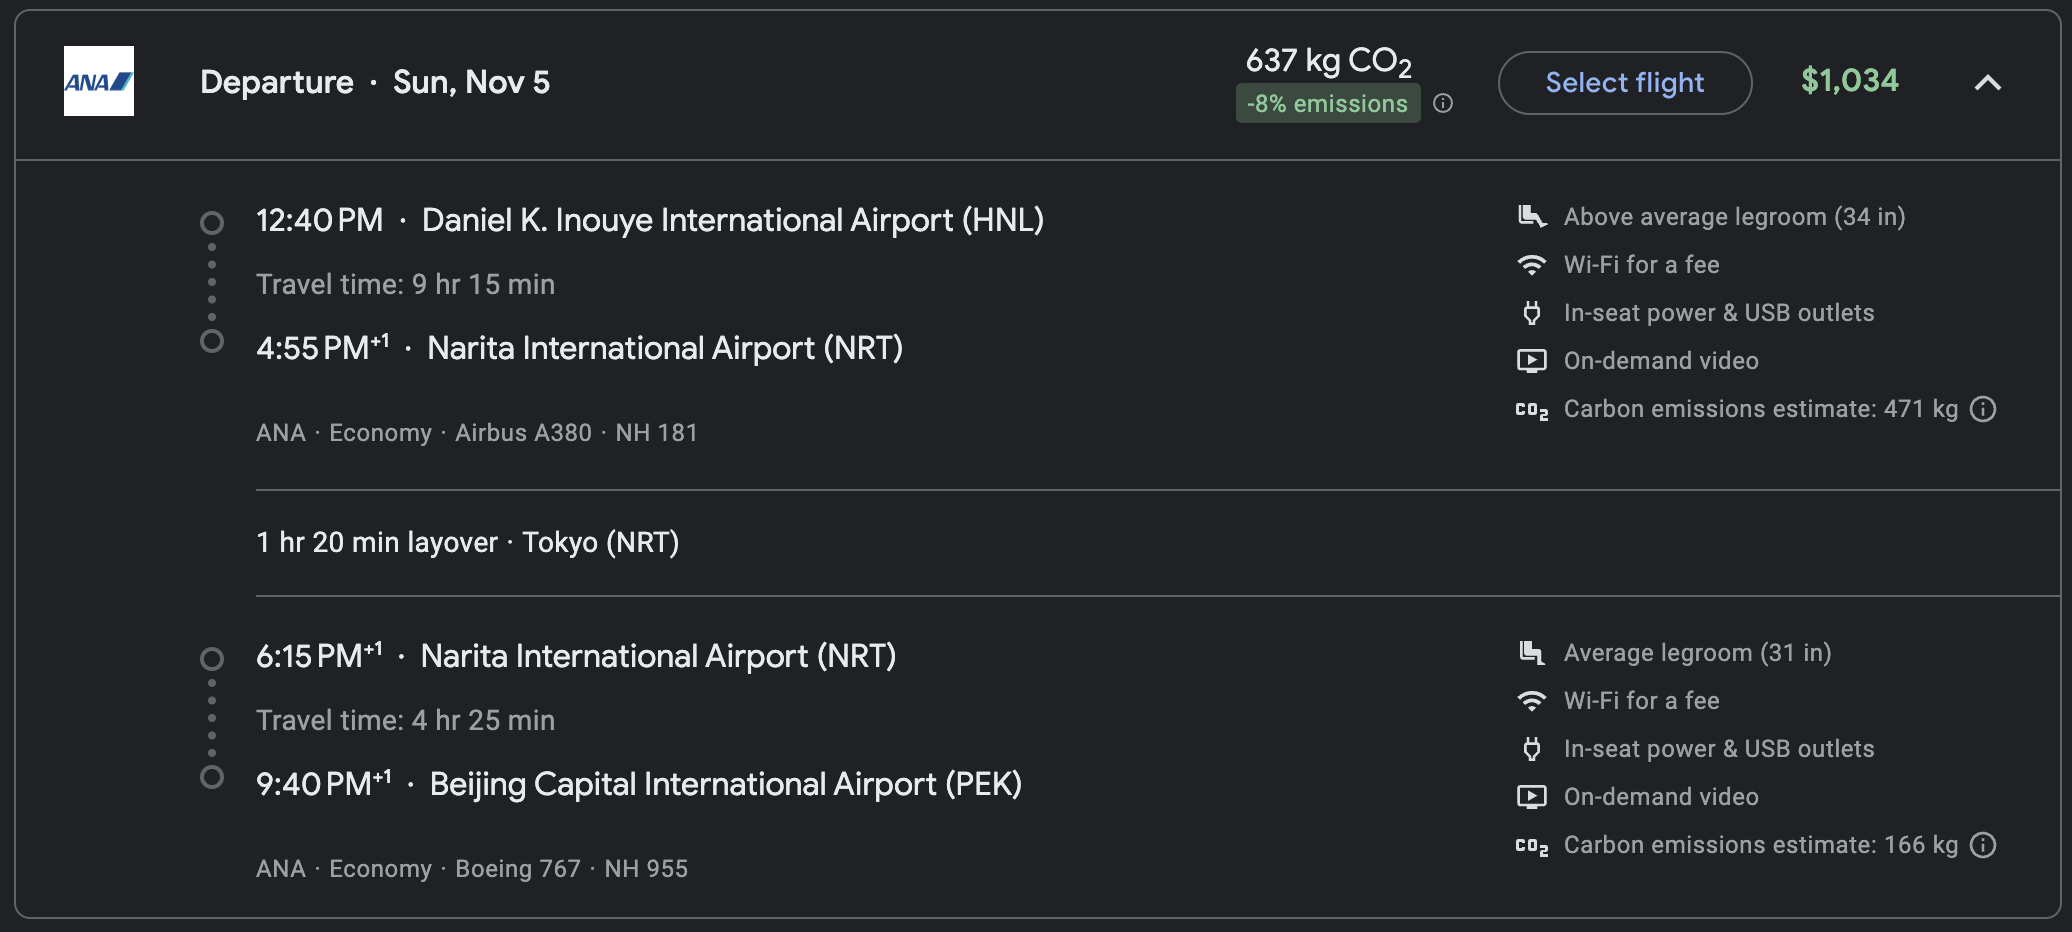 ANA
Departure · Sun, Nov 5
637 kg CO₂
-8% emissions
Select flight
$1,034
12:40 PM · Daniel K. Inouye International Airport (HNL)
Travel time: 9 hr 15 min
4:55 PM+1 · Narita International Airport (NRT)
ANA · Economy · Airbus A380 · NH 181
Above average legroom (34 in)
Wi-Fi for a fee
In-seat power & USB outlets
On-demand video
CO₂ Carbon emissions estimate: 471 kg
1 hr 20 min layover · Tokyo (NRT)
6:15 PM+1 · Narita International Airport (NRT)
Travel time: 4 hr 25 min
9:40 PM+1 · Beijing Capital International Airport (PEK)
ANA · Economy · Boeing 767 · NH 955
Average legroom (31 in)
Wi-Fi for a fee
In-seat power & USB outlets
On-demand video
CO₂ Carbon emissions estimate: 166 kg